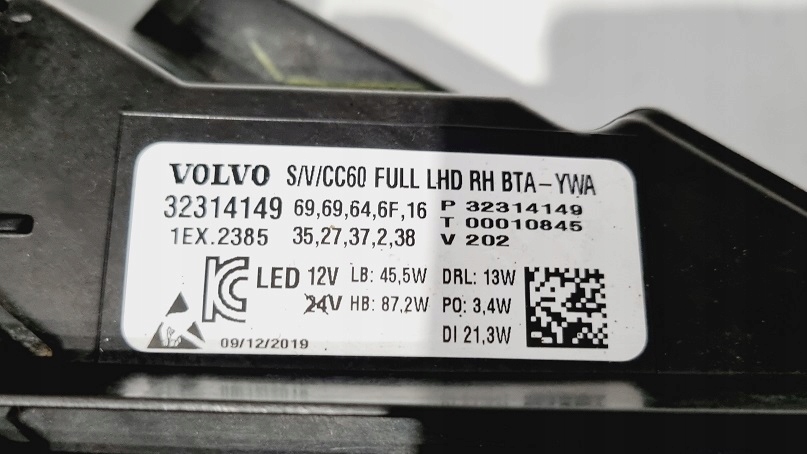 VOLVO S/V/CC60 FULL LHD RH BTA-YWA
32314149 69,69,64,6F,16 P 32314149
T 00010845
1EX.2385 35,27,37,2,38 V 202
LED 12V LB: 45,5W DRL: 13W
24V HB: 87,2W PO: 3,4W
DI 21,3W
09/12/2019